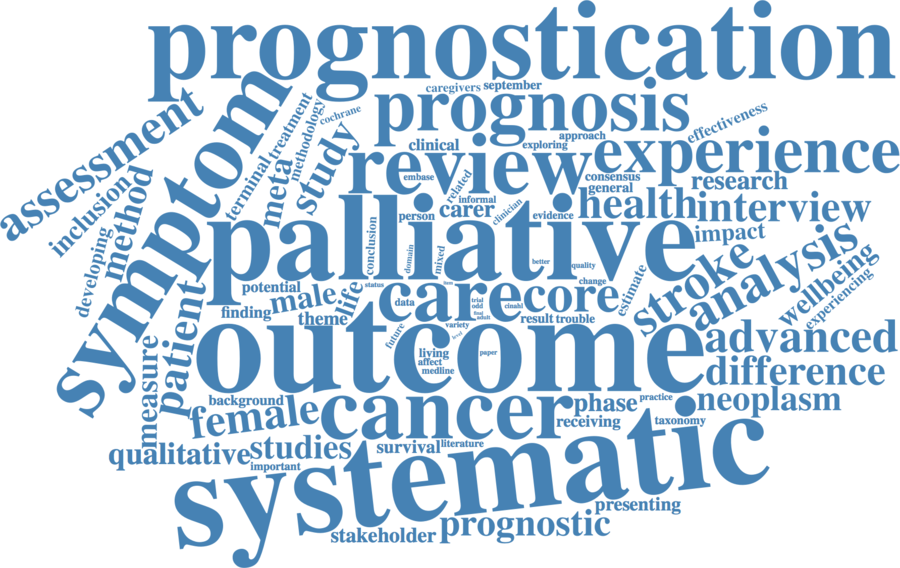 prognostication
caregivers
september
prognosis
effectiveness
assessment
symptom
cochrane
methodology
treatment
terminal
meta
study
clinical
exploring
approach
review
experience
embase
related
consensus
general
research
inclusion
method
developing
informal
carer
person
clinician
evidence
health
interview
impact
palliative
conclusion
domain
mixed
better
quality
change
estimate
stroke
analysis
wellbeing
experiencing
potential
male
life
status
finding
theme
data
care
item
trial
odd
final
adult
cinahl
core
result
trouble
patient
measure
outcome
future
variety
level
living
affect
medline
paper
advanced
difference
neoplasm
background
female
cancer
phase
practice
receiving
taxonomy
qualitative
studies
important
survival
literature
systematic
presenting
stakeholder
prognostic